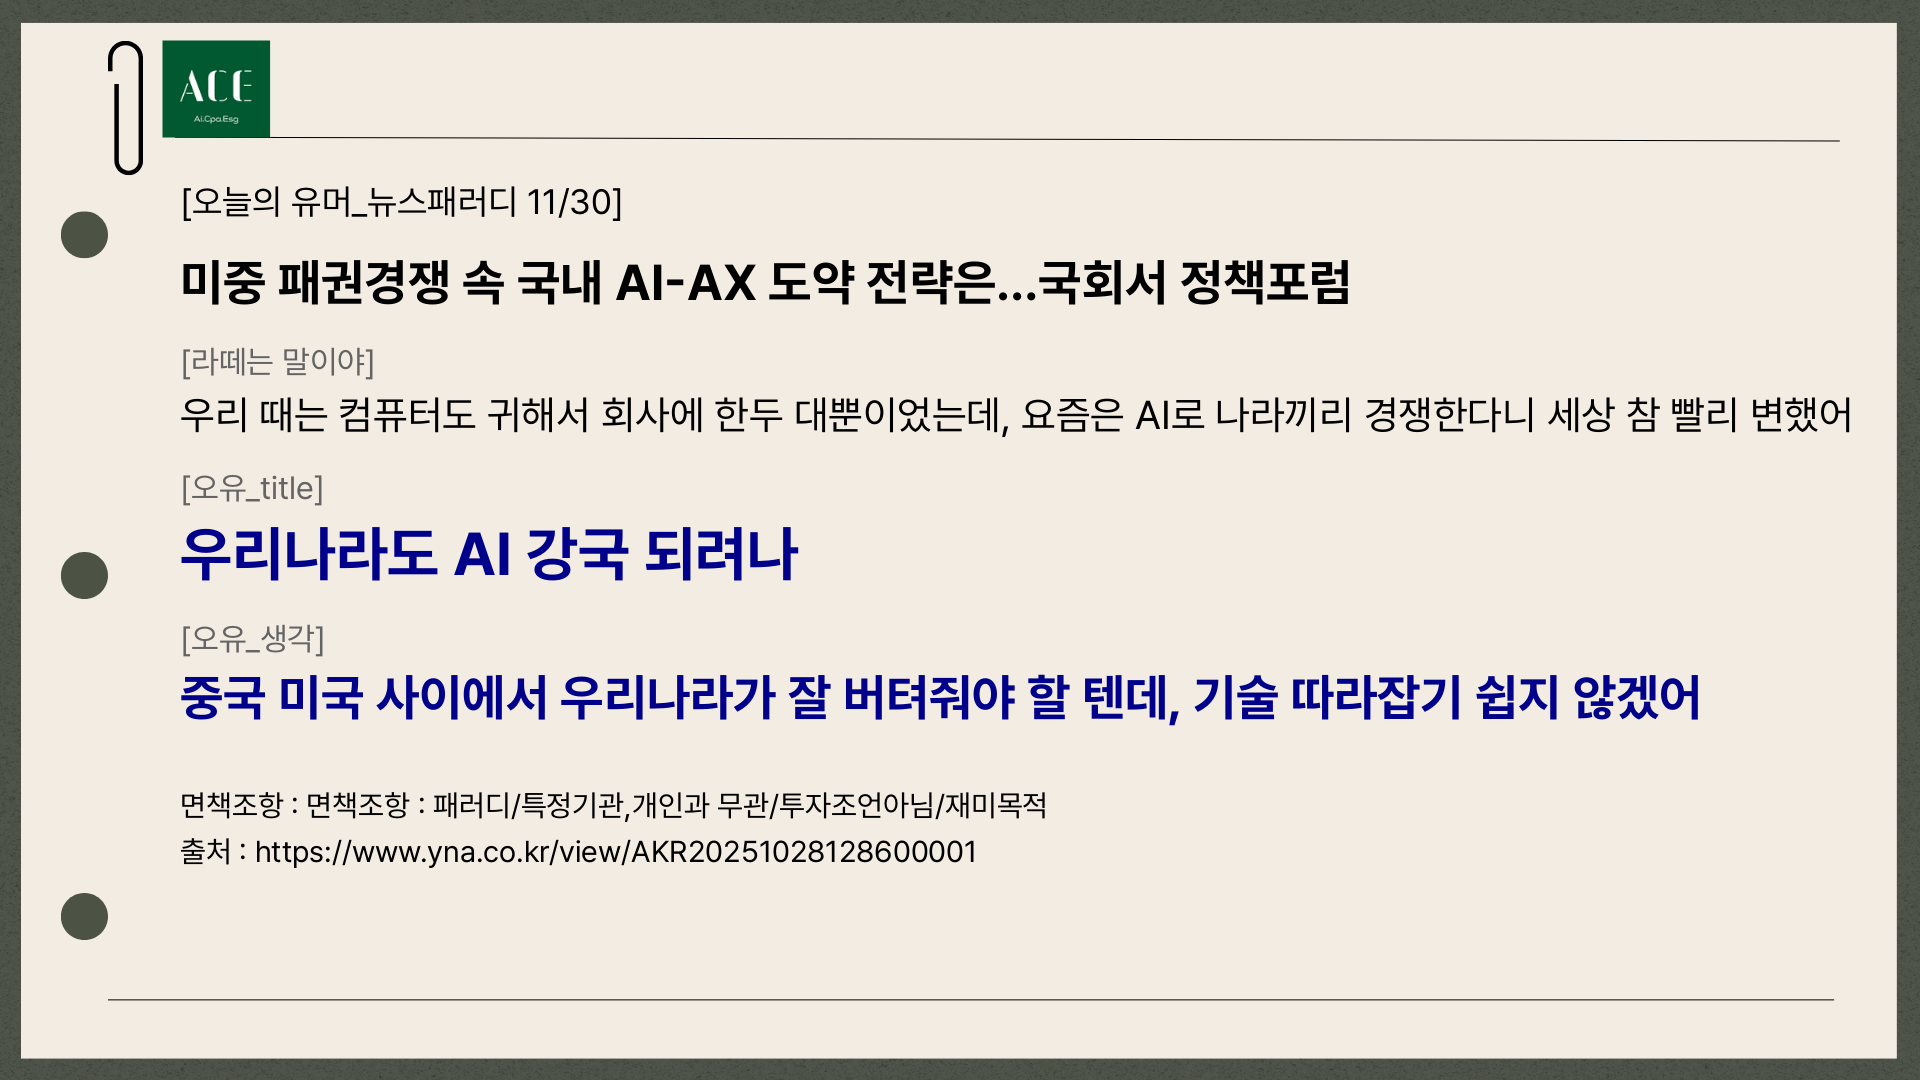 ACE
Ai.Cpa.Esg
[오늘의 유머_뉴스패러디 11/30]
미중 패권경쟁 속 국내 AI-AX 도약 전략은...국회서 정책포럼
[라떼는 말이야]
우리 때는 컴퓨터도 귀해서 회사에 한두 대뿐이었는데, 요즘은 AI로 나라끼리 경쟁한다니 세상 참 빨리 변했어
[오유_title]
우리나라도 AI 강국 되려나
[오유_생각]
중국 미국 사이에서 우리나라가 잘 버텨줘야 할 텐데, 기술 따라잡기 쉽지 않겠어
면책조항 : 면책조항 : 패러디/특정기관,개인과 무관/투자조언아님/재미목적
출처 : https://www.yna.co.kr/view/AKR20251028128600001